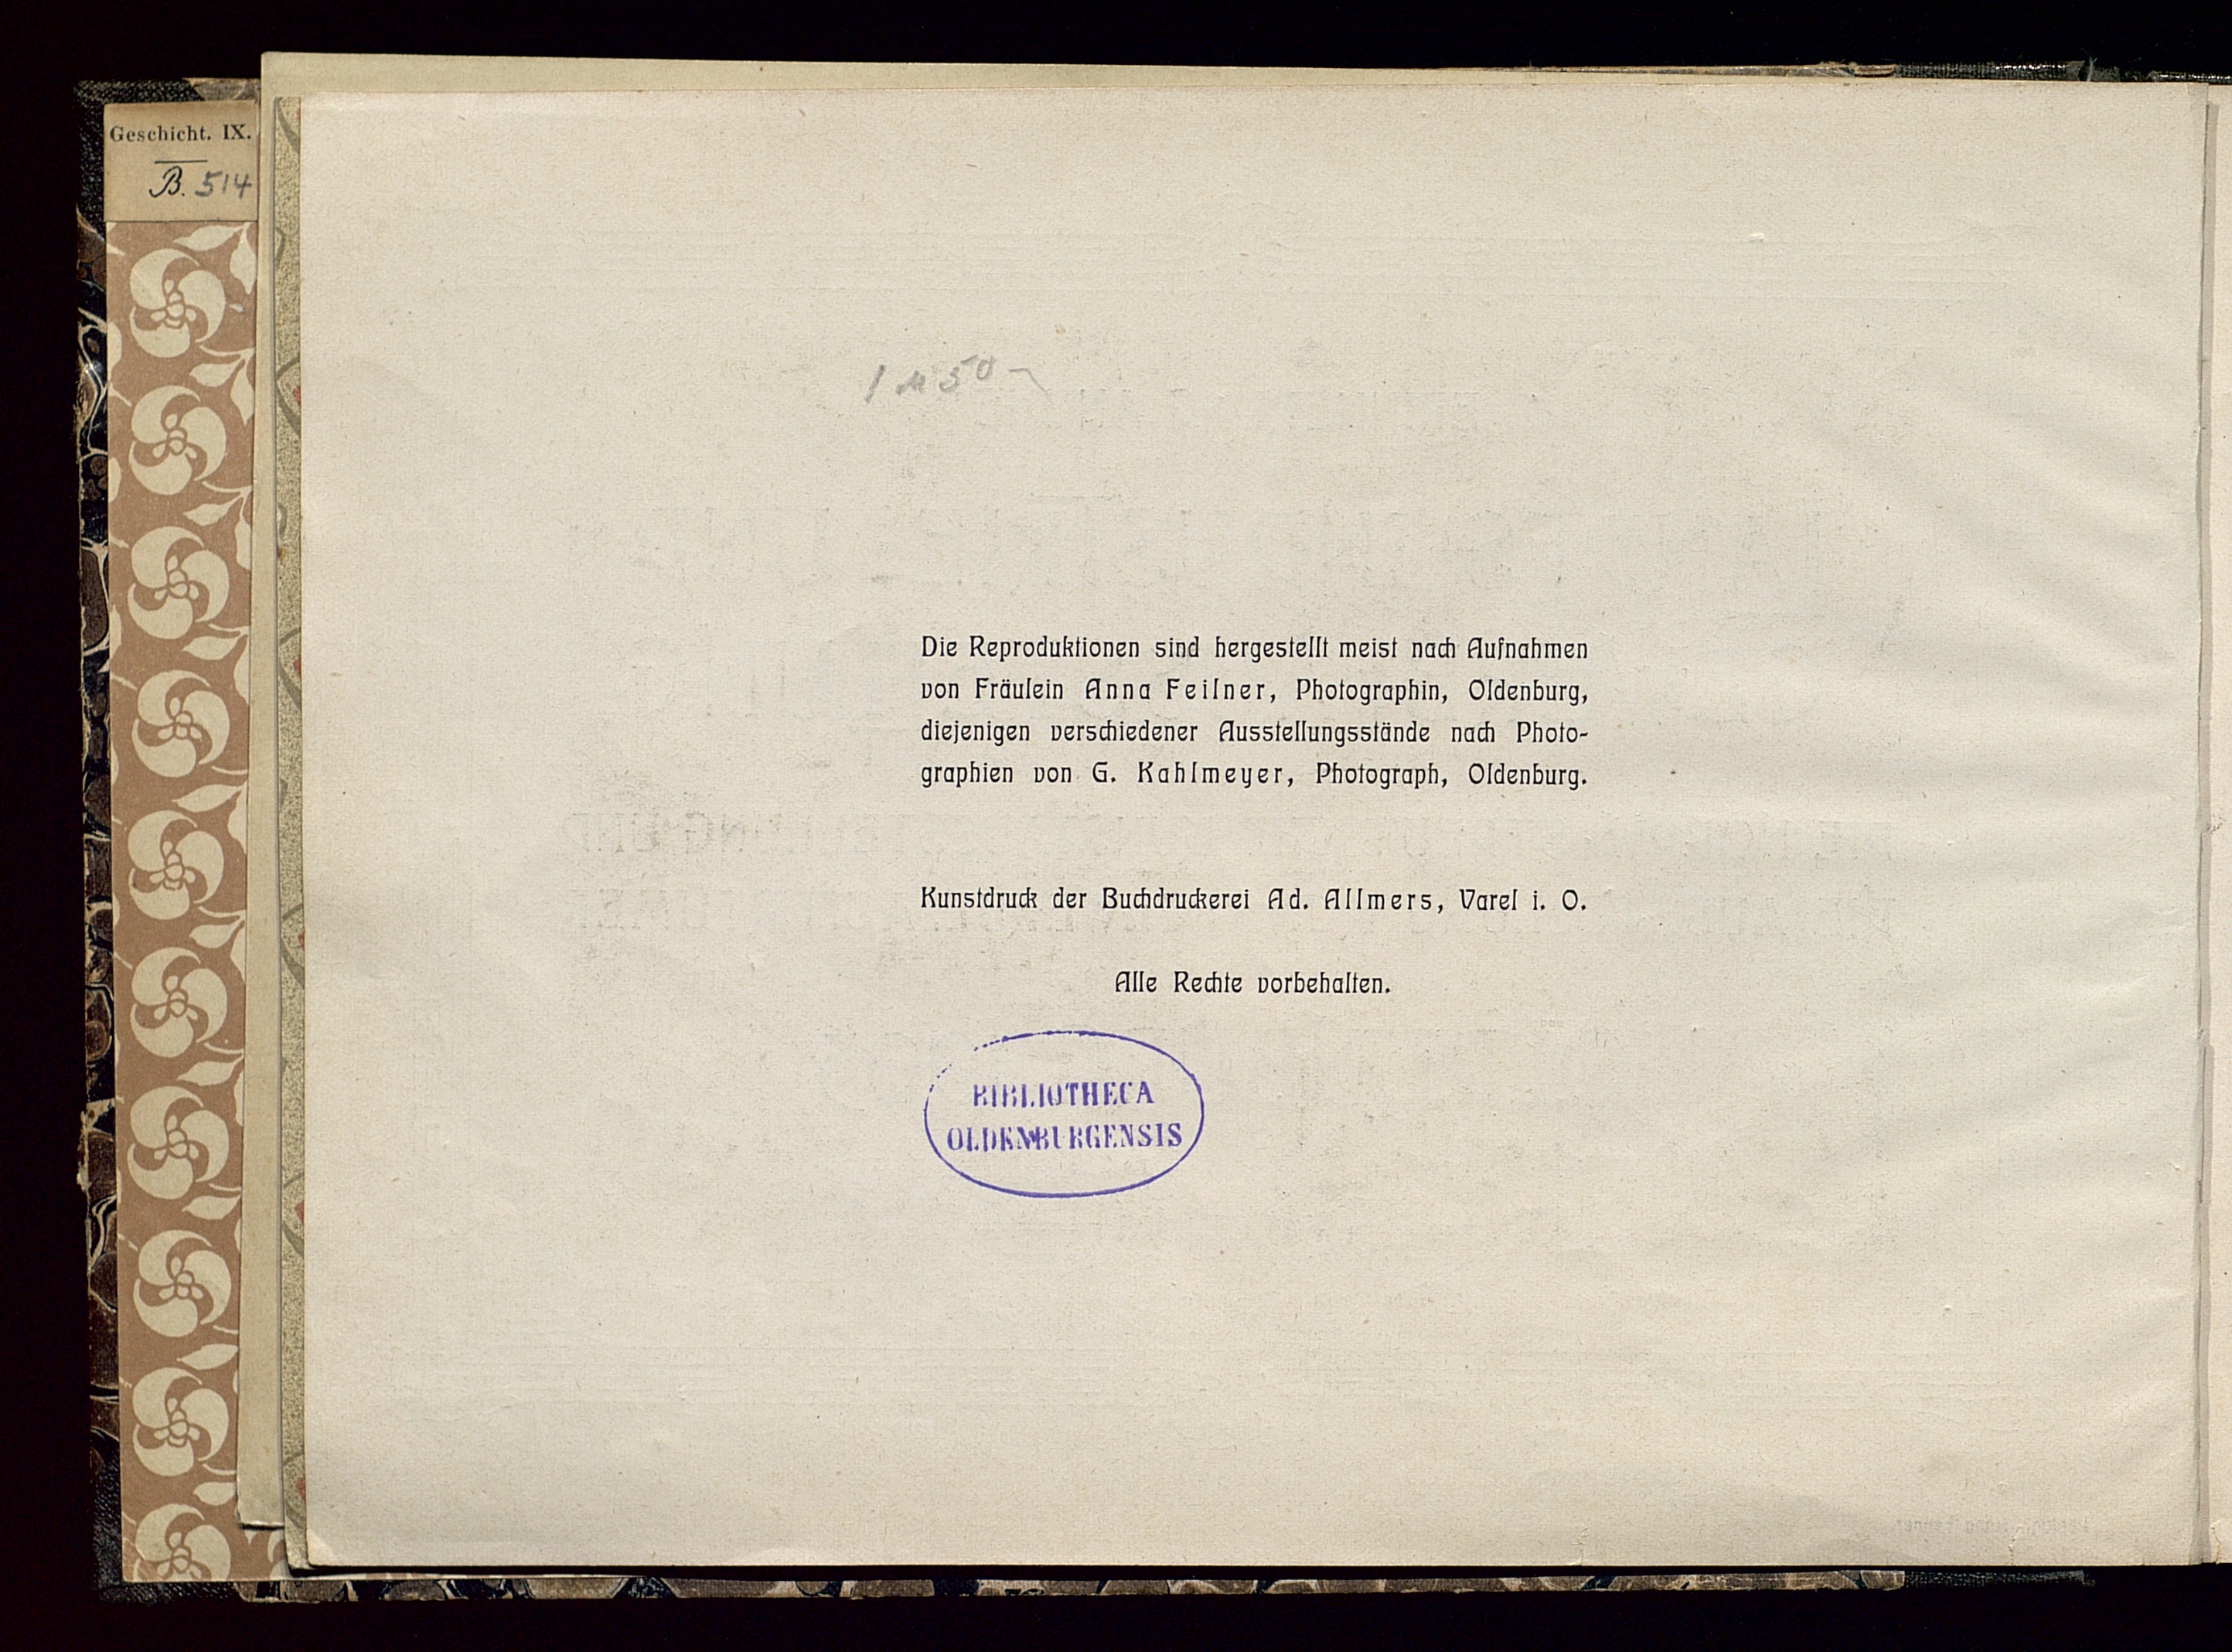 Geschicht. IX.
B. 514
1 M 50
Die Reproduktionen sind hergestellt meist nach Aufnahmen
von Fräulein Anna Feilner, Photographin, Oldenburg,
diejenigen verschiedener Ausstellungsstände nach Photo-
graphien von G. Kahlmeyer, Photograph, Oldenburg.
Kunstdruck der Buchdruckerei Ad. Allmers, Varel i. O.
Alle Rechte vorbehalten.
BIBLIOTHECA
OLDENBURGENSIS